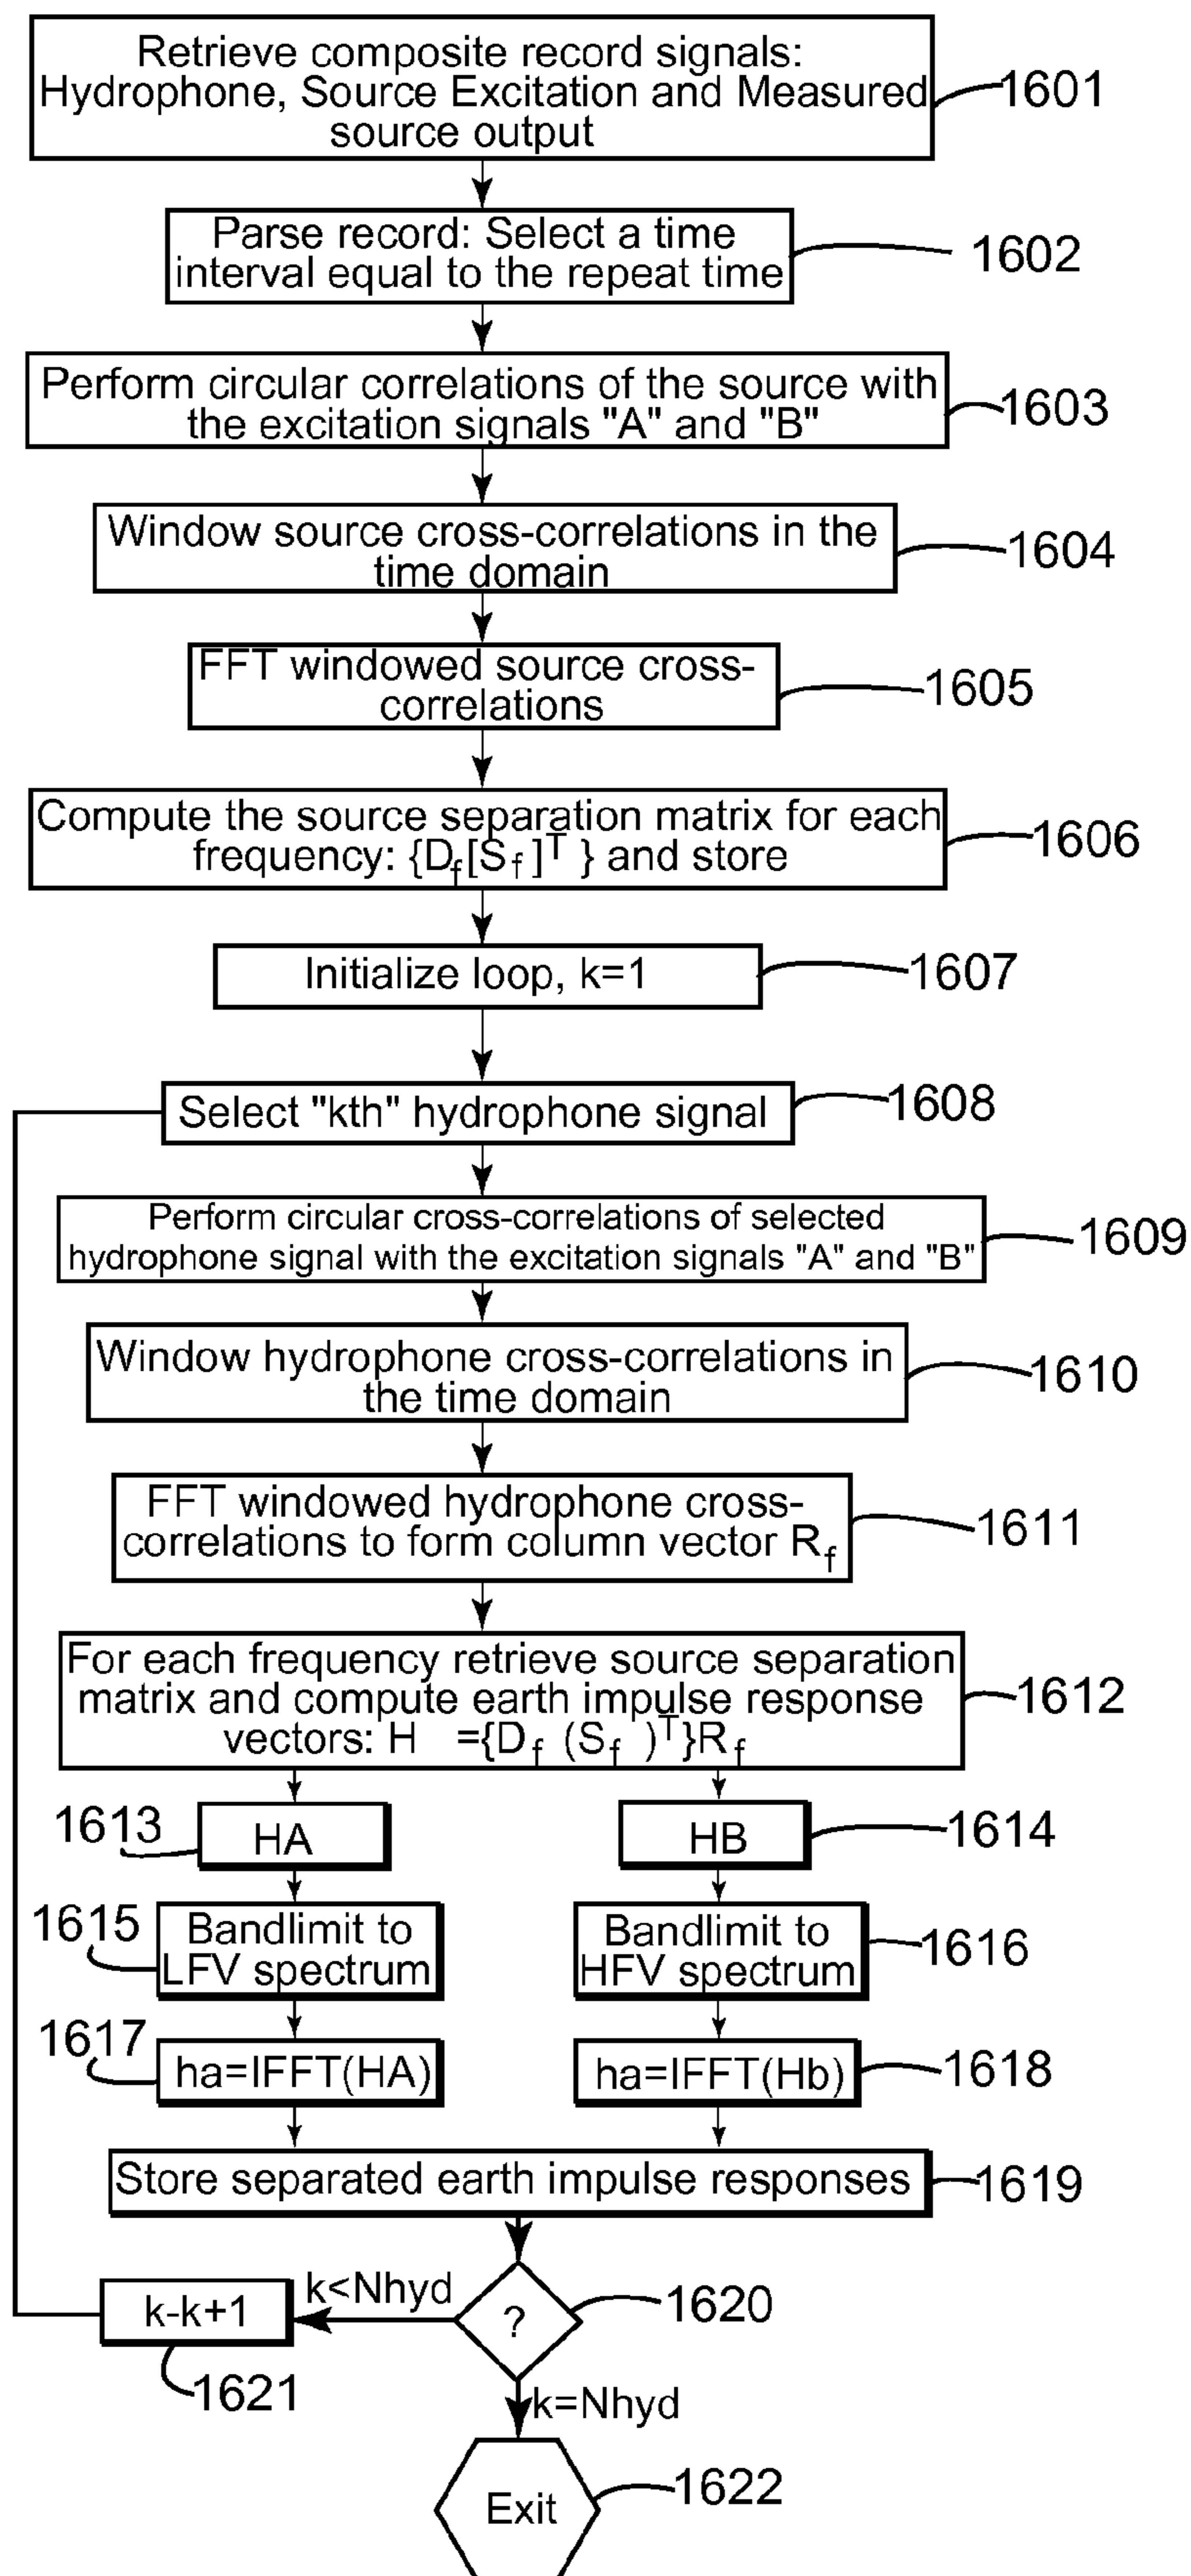 Retrieve composite record signals:
Hydrophone, Source Excitation and Measured
source output
1601
Parse record: Select a time
interval equal to the repeat time
1602
Perform circular correlations of the source with
the excitation signals "A" and "B"
1603
Window source cross-correlations in the
time domain
1604
FFT windowed source cross-
correlations
1605
Compute the source separation matrix for each
frequency: {D_f[S_f]^T } and store
1606
Initialize loop, k=1
1607
Select "kth" hydrophone signal
1608
Perform circular cross-correlations of selected
hydrophone signal with the excitation signals "A" and "B"
1609
Window hydrophone cross-correlations in
the time domain
1610
FFT windowed hydrophone cross-
correlations to form column vector R_f
1611
For each frequency retrieve source separation
matrix and compute earth impulse response
vectors: H ={D_f (S_f )^T}R_f
1612
1613
HA
HB
1614
1615
Bandlimit to
LFV spectrum
Bandlimit to
HFV spectrum
1616
1617
ha=IFFT(HA)
ha=IFFT(Hb)
1618
Store separated earth impulse responses
1619
k-k+1
k<Nhyd
?
1620
1621
k=Nhyd
Exit
1622